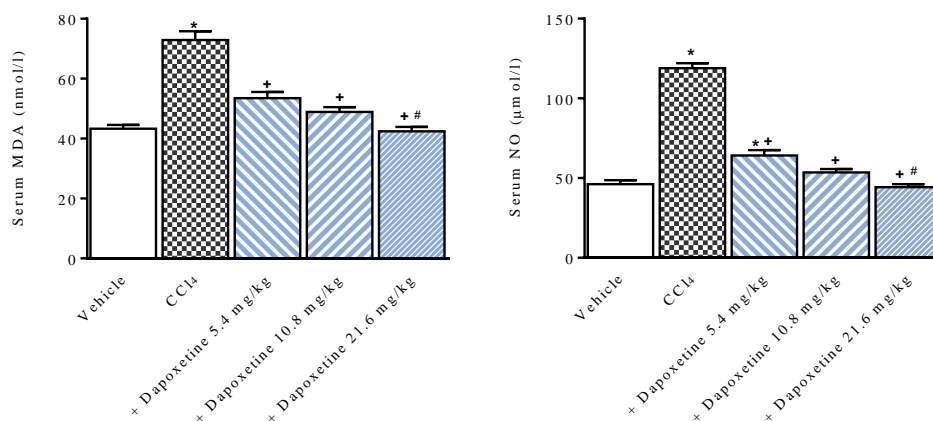 Serum MDA (nmol/l)
80
60
40
20
0
*
+
+
+ #
Vehicle
CCl4
+ Dapoxetine 5.4 mg/kg
+ Dapoxetine 10.8 mg/kg
+ Dapoxetine 21.6 mg/kg
Serum NO (μmol/l)
150
100
50
0
*
* +
+
+ #
Vehicle
CCl4
+ Dapoxetine 5.4 mg/kg
+ Dapoxetine 10.8 mg/kg
+ Dapoxetine 21.6 mg/kg